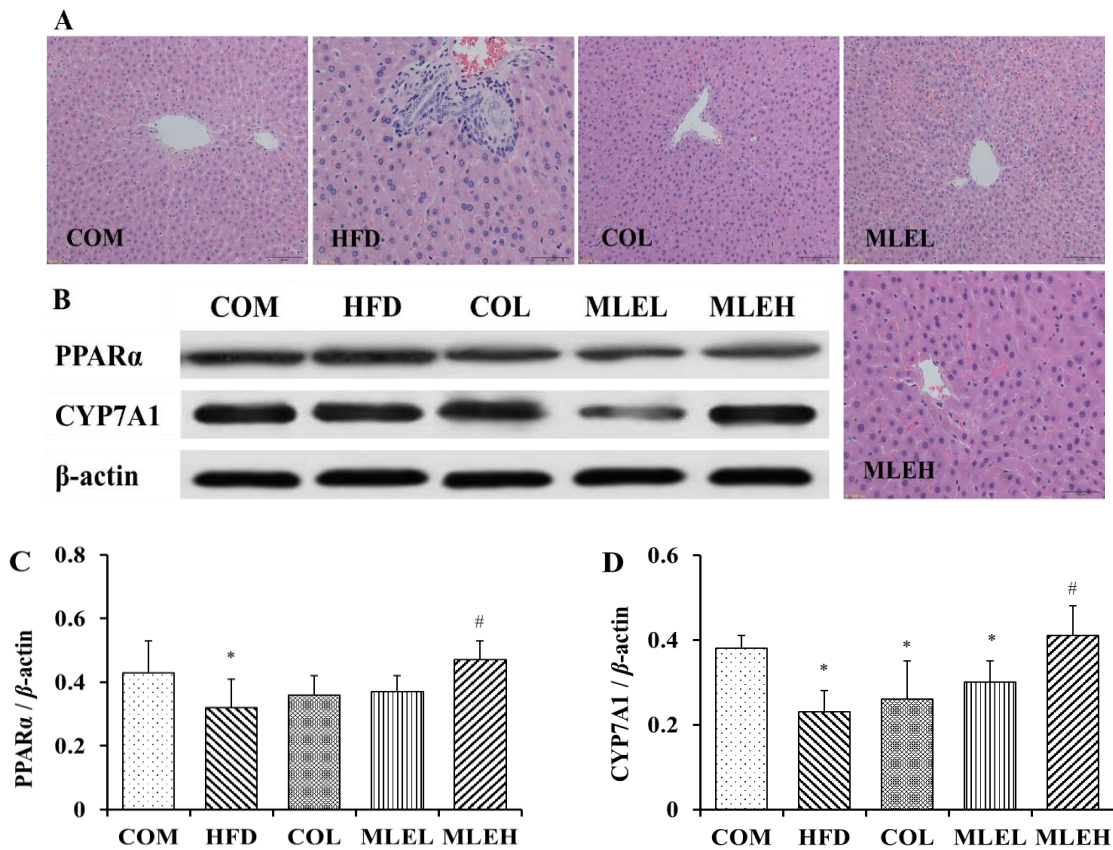 A
COM
HFD
COL
MLEL
B
COM HFD COL MLEL MLEH
PPARα
CYP7A1
β-actin
MLEH
C
PPARα / β-actin
0.8
0.6
0.4
0.2
0
*
#
COM HFD COL MLEL MLEH
D
CYP7A1 / β-actin
0.6
0.4
0.2
0
*
*
*
#
COM HFD COL MLEL MLEH